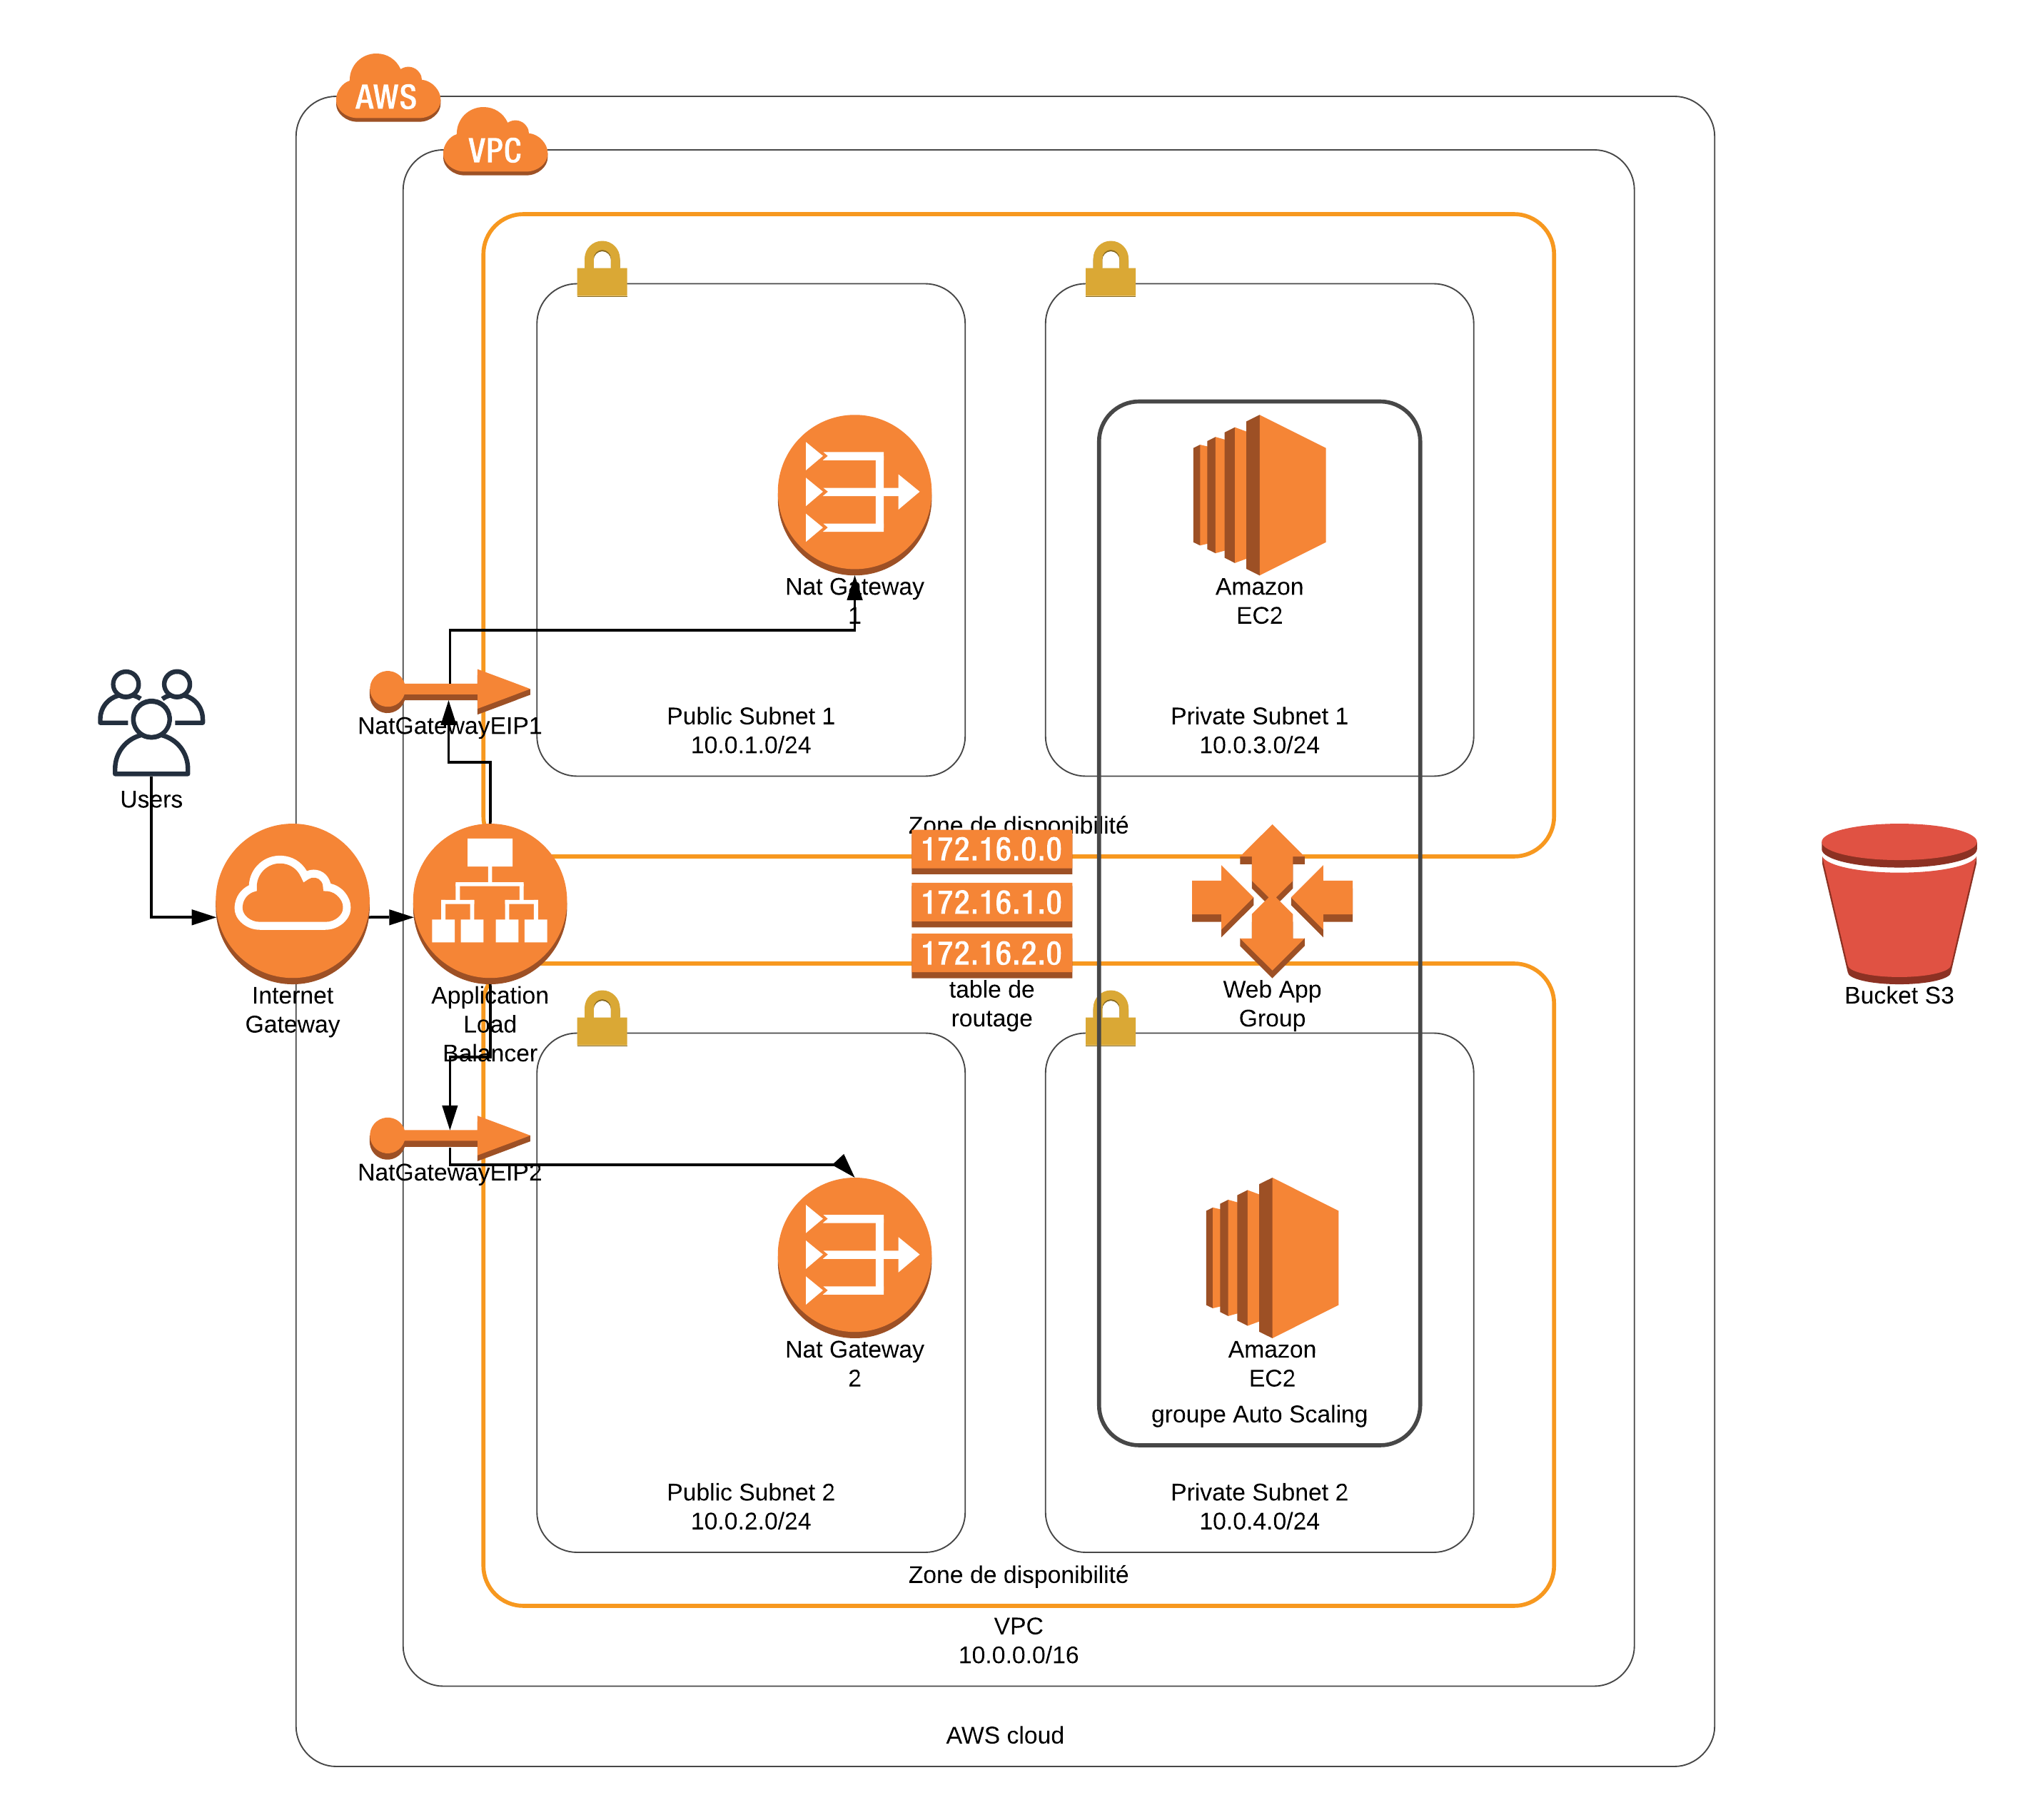 AWS
VPC
Nat Gateway
1
Amazon
EC2
NatGatewayEIP1
Public Subnet 1
10.0.1.0/24
Private Subnet 1
10.0.3.0/24
Users
Zone de disponibilité
172.16.0.0
172.16.1.0
172.16.2.0
table de
routage
Internet
Gateway
Application
Load
Balancer
Web App
Group
Bucket S3
NatGatewayEIP2
Nat Gateway
2
Amazon
EC2
groupe Auto Scaling
Public Subnet 2
10.0.2.0/24
Private Subnet 2
10.0.4.0/24
Zone de disponibilité
VPC
10.0.0.0/16
AWS cloud